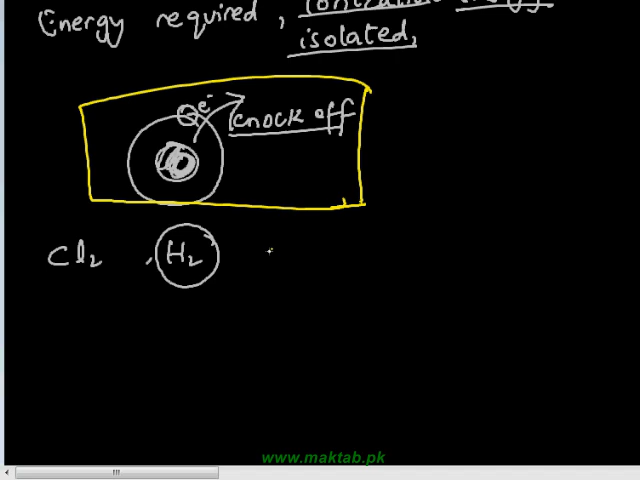 Energy required,
isolated,
e⁻
knock off
Cl₂ , H₂
www.maktab.pk